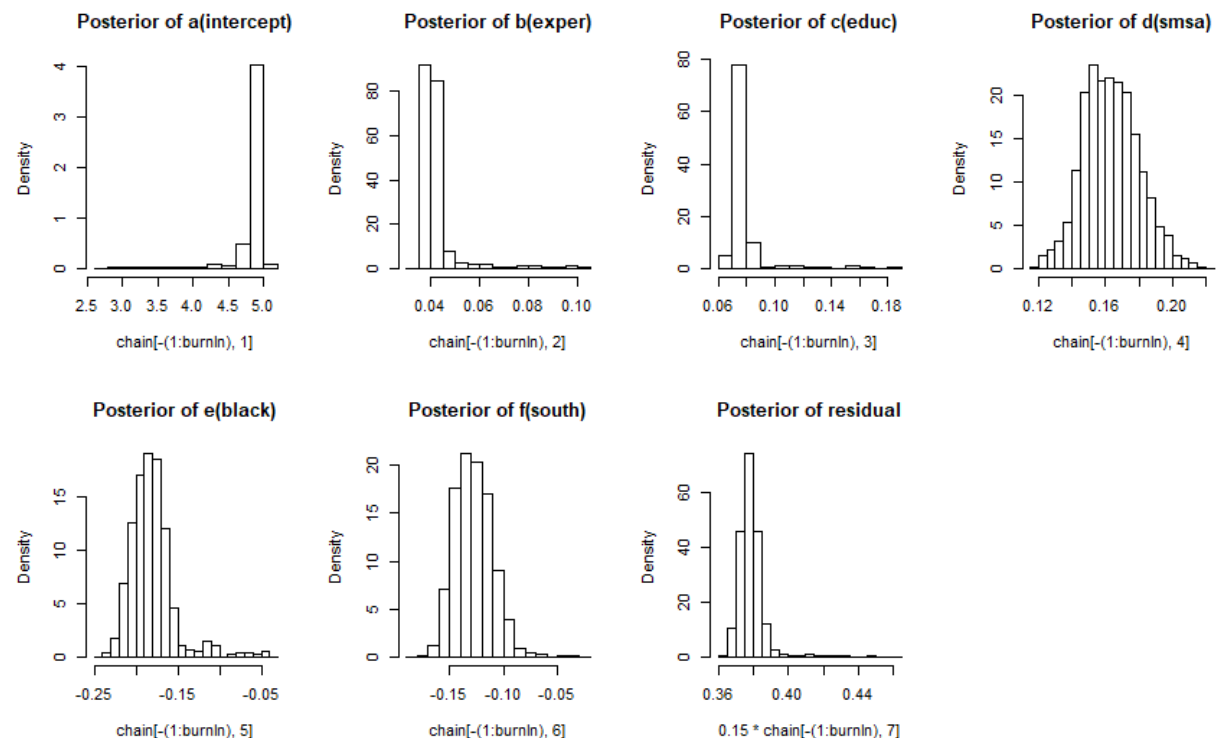 Posterior of a(intercept)
Density
0 1 2 3 4
2.5 3.0 3.5 4.0 4.5 5.0
chain[-(1:burnIn), 1]
Posterior of b(exper)
Density
0 20 40 60 80
0.04 0.06 0.08 0.10
chain[-(1:burnIn), 2]
Posterior of c(educ)
Density
0 20 40 60 80
0.06 0.10 0.14 0.18
chain[-(1:burnIn), 3]
Posterior of d(smsa)
Density
0 5 10 15 20
0.12 0.16 0.20
chain[-(1:burnIn), 4]
Posterior of e(black)
Density
0 5 10 15
-0.25 -0.15 -0.05
chain[-(1:burnIn), 5]
Posterior of f(south)
Density
0 5 10 15 20
-0.15 -0.10 -0.05
chain[-(1:burnIn), 6]
Posterior of residual
Density
0 20 40 60
0.36 0.40 0.44
0.15 * chain[-(1:burnIn), 7]